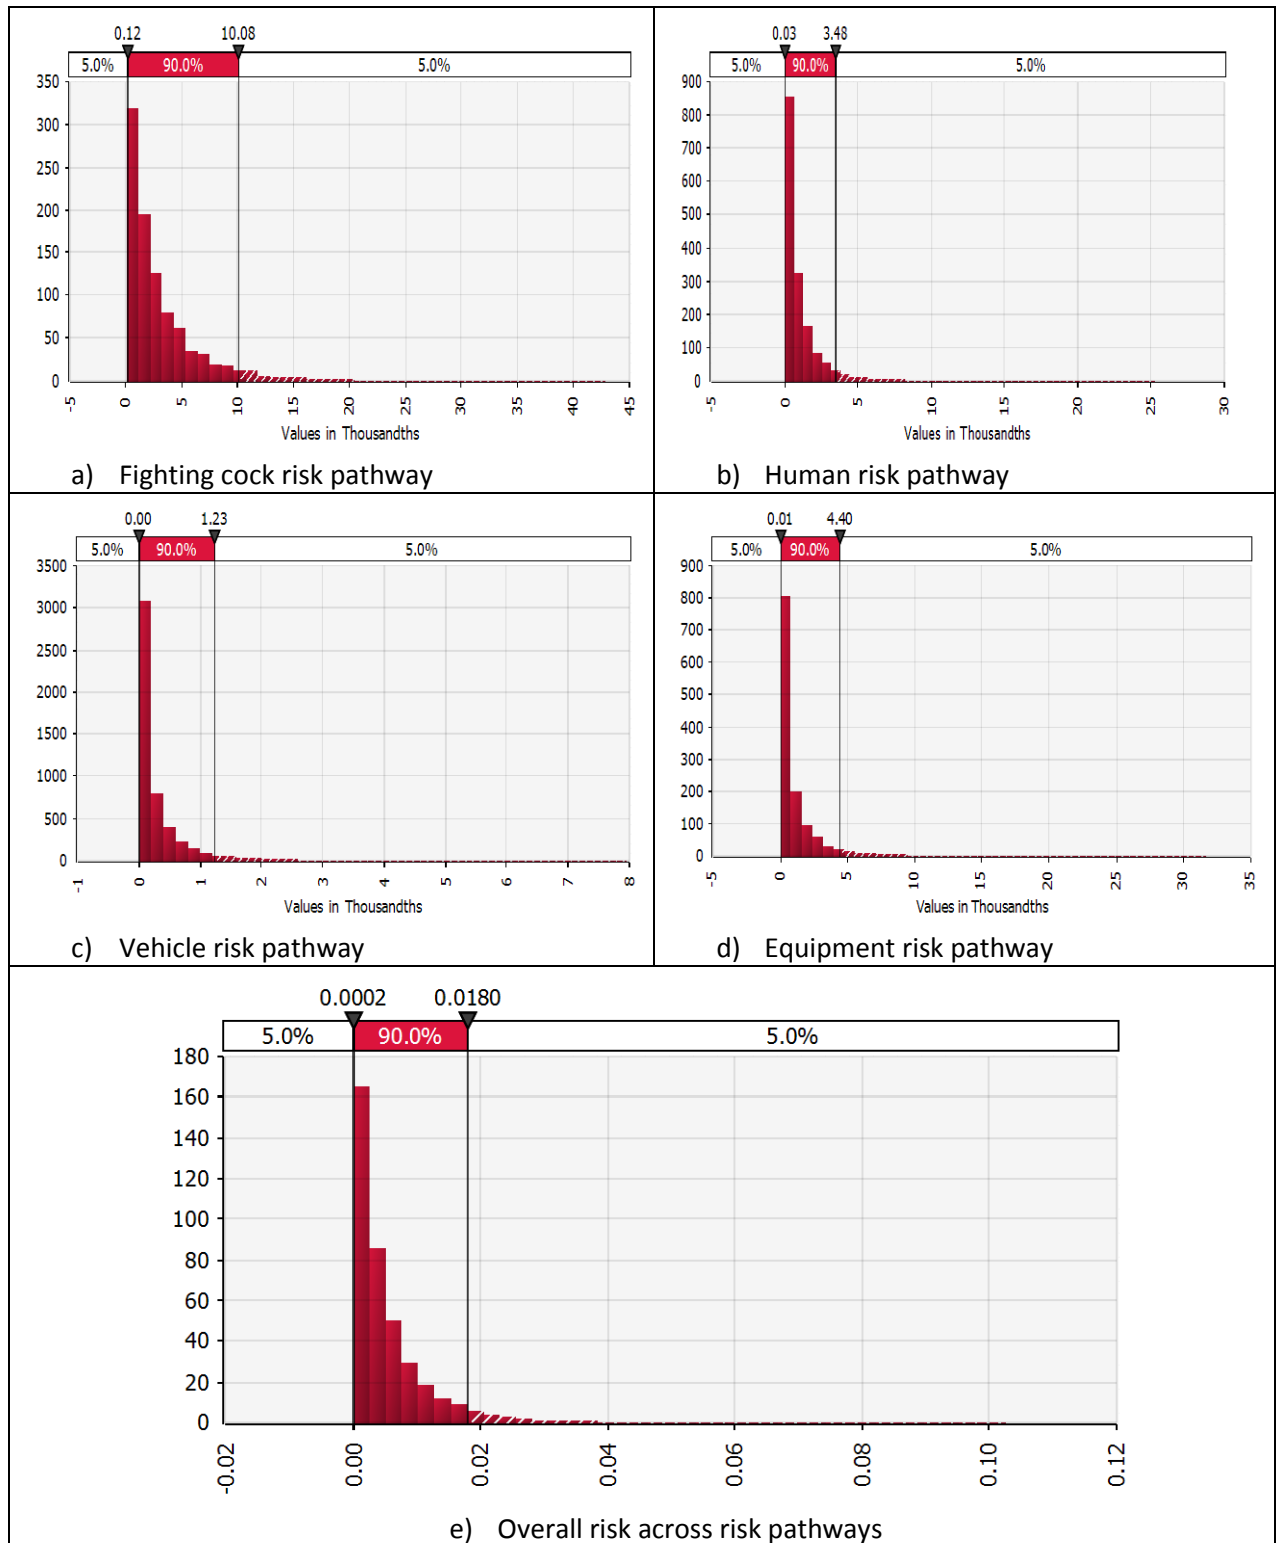 0.12 10.08
5.0% 90.0% 5.0%
350
300
250
200
150
100
50
0
-5 0 5 10 15 20 25 30 35 40 45
Values in Thousandths
a) Fighting cock risk pathway
0.03 3.48
5.0% 90.0% 5.0%
900
800
700
600
500
400
300
200
100
0
-5 0 5 10 15 20 25 30
Values in Thousandths
b) Human risk pathway
0.00 1.23
5.0% 90.0% 5.0%
3500
3000
2500
2000
1500
1000
500
0
-1 0 1 2 3 4 5 6 7 8
Values in Thousandths
c) Vehicle risk pathway
0.01 4.40
5.0% 90.0% 5.0%
900
800
700
600
500
400
300
200
100
0
-5 0 5 10 15 20 25 30 35
Values in Thousandths
d) Equipment risk pathway
0.0002 0.0180
5.0% 90.0% 5.0%
180
160
140
120
100
80
60
40
20
0
-0.02 0.00 0.02 0.04 0.06 0.08 0.10 0.12
e) Overall risk across risk pathways